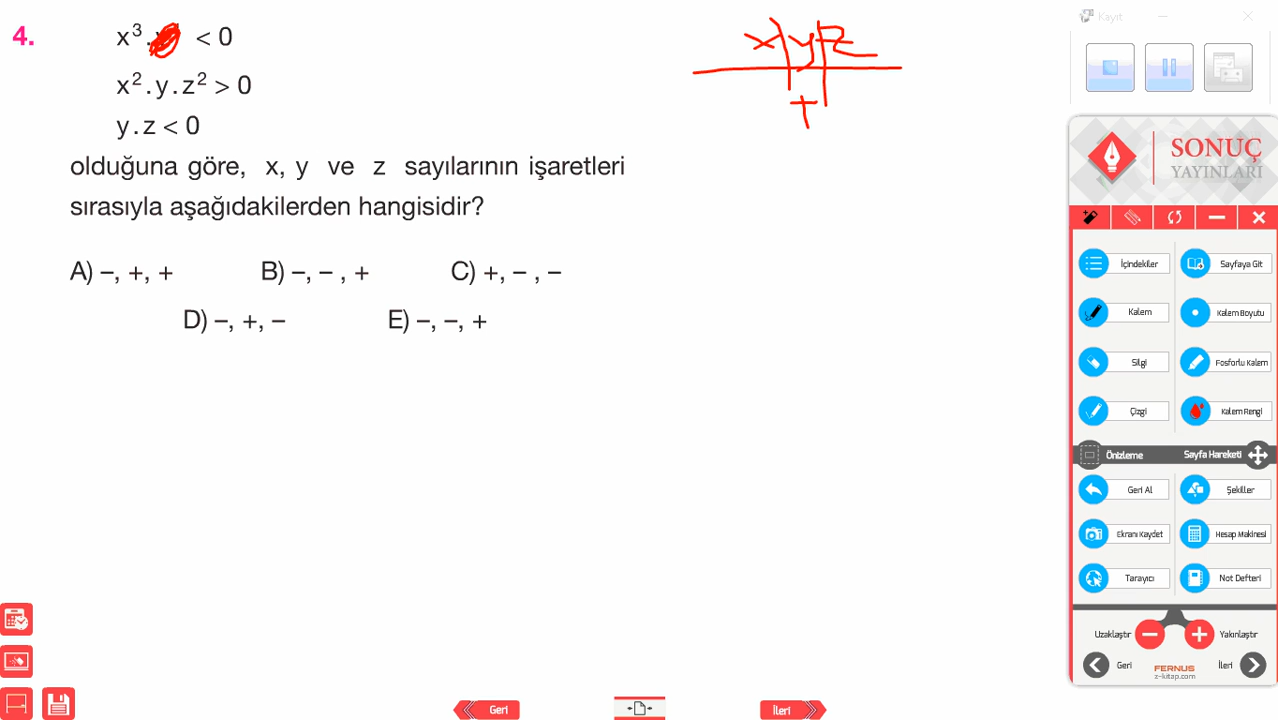 4.
x³. < 0
x² . y . z² > 0
y . z < 0
olduğuna göre, x, y ve z sayılarının işaretleri
sırasıyla aşağıdakilerden hangisidir?
A) –, +, +
B) –, – , +
C) +, – , –
D) –, +, –
E) –, –, +
x y z
+
Kayıt
SONUÇ
YAYINLARI
İçindekiler
Sayfaya Git
Kalem
Kalem Boyutu
Silgi
Fosforlu Kalem
Çizgi
Kalem Rengi
Önizleme
Sayfa Hareketi
Geri Al
Şekiller
Ekranı Kaydet
Hesap Makinesi
Tarayıcı
Not Defteri
Uzaklaştır
Yakınlaştır
Geri
FERNUS
z-kitap.com
İleri
Geri
İleri